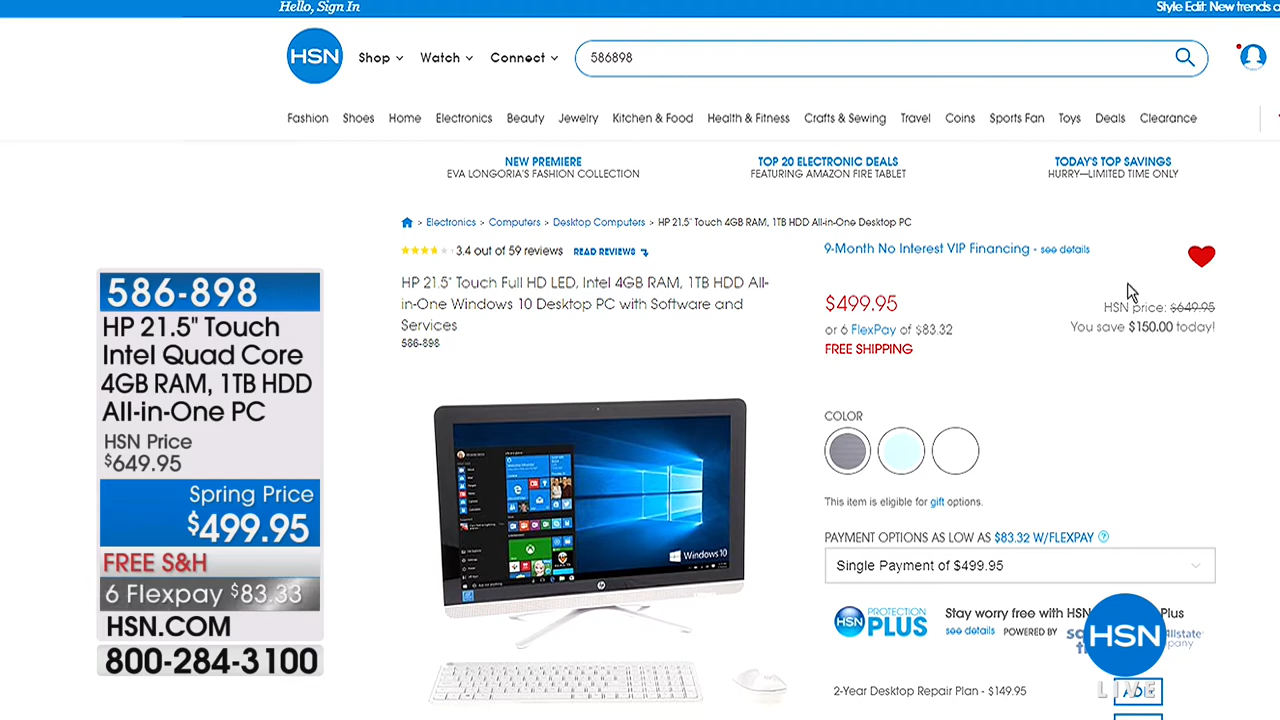 Hello, Sign In
Style Edit: New trends
HSN
Shop
Watch
Connect
586898
Fashion
Shoes
Home
Electronics
Beauty
Jewelry
Kitchen & Food
Health & Fitness
Crafts & Sewing
Travel
Coins
Sports Fan
Toys
Deals
Clearance
NEW PREMIERE
EVA LONGORIA'S FASHION COLLECTION
TOP 20 ELECTRONIC DEALS
FEATURING AMAZON FIRE TABLET
TODAY'S TOP SAVINGS
HURRY—LIMITED TIME ONLY
> Electronics > Computers > Desktop Computers > HP 21.5" Touch 4GB RAM, 1TB HDD All-in-One Desktop PC
3.4 out of 59 reviews READ REVIEWS
HP 21.5" Touch Full HD LED, Intel 4GB RAM, 1TB HDD All-
in-One Windows 10 Desktop PC with Software and
Services
586-898
9-Month No Interest VIP Financing - see details
$499.95
or 6 FlexPay of $83.32
FREE SHIPPING
HSN price: $649.95
You save $150.00 today!
COLOR
This item is eligible for gift options.
PAYMENT OPTIONS AS LOW AS $83.32 W/FLEXPAY ?
Single Payment of $499.95
HSN PROTECTION PLUS
Stay worry free with HSN Plus
see details POWERED BY
2-Year Desktop Repair Plan - $149.95
ADD
586-898
HP 21.5" Touch
Intel Quad Core
4GB RAM, 1TB HDD
All-in-One PC
HSN Price
$649.95
Spring Price
$499.95
FREE S&H
6 Flexpay $83.33
HSN.COM
800-284-3100
Windows 10
hp
HSN
LIVE